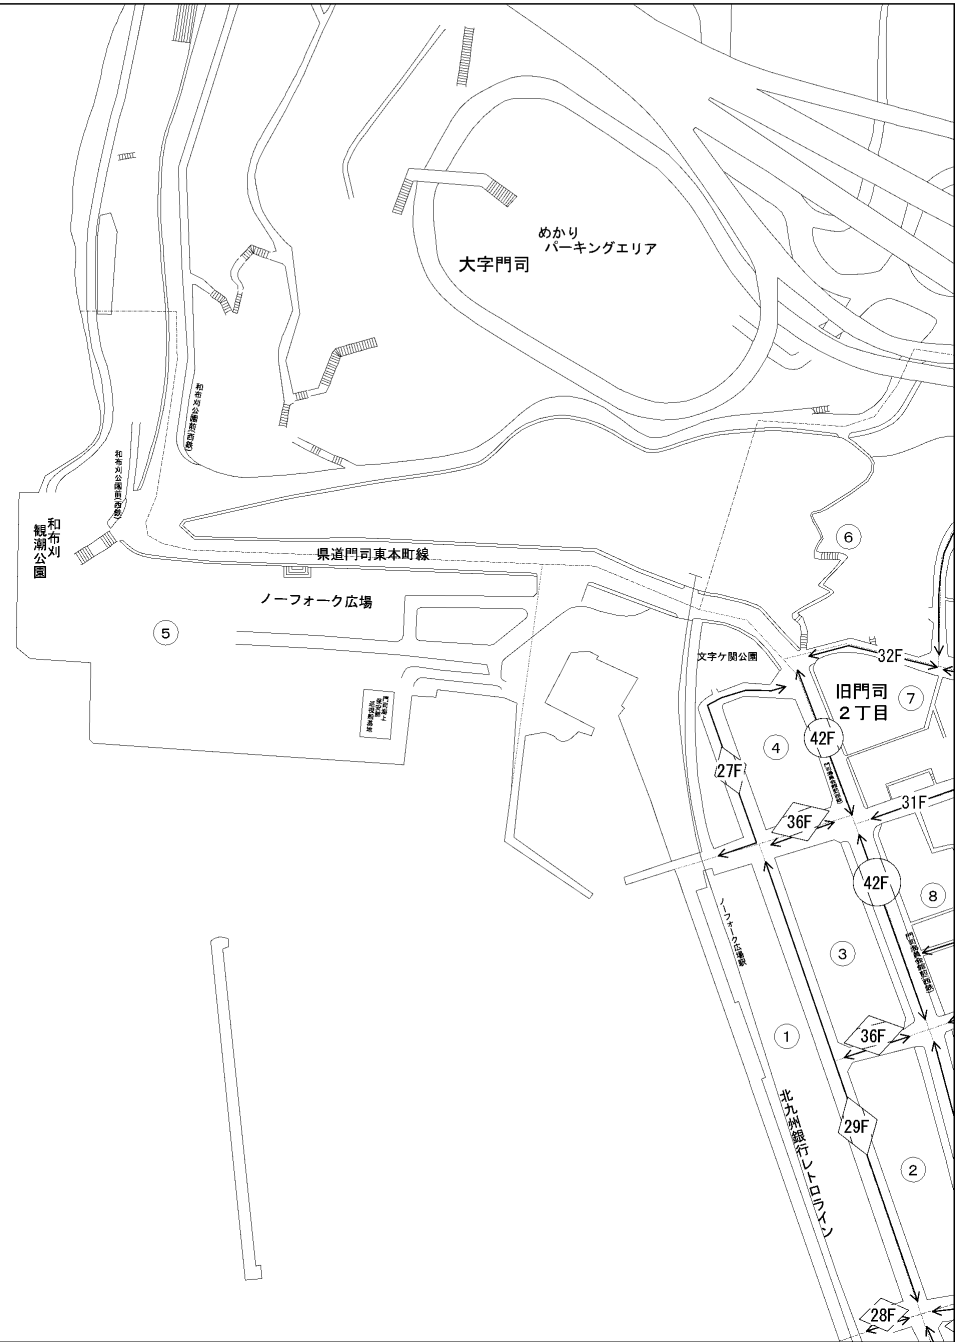 めかり
パーキングエリア
大字門司
和布刈公園前(西鉄)
和布刈公園前(西鉄)
和布刈
観潮公園
県道門司東本町線
ノーフォーク広場
⑤
⑥
文字ケ関公園
32F
旧門司
2丁目
⑦
④
42F
27F
36F
31F
42F
⑧
ノーフォーク広場駅
③
①
36F
北九州銀行レトロライン
29F
②
28F